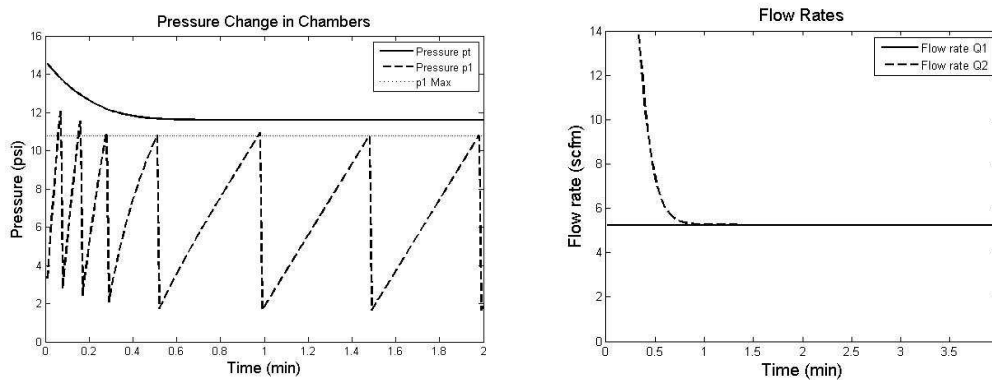 Pressure Change in Chambers
Pressure (psi)
16
14
12
10
8
6
4
2
0
Pressure pt
Pressure p1
p1 Max
0 0.2 0.4 0.6 0.8 1 1.2 1.4 1.6 1.8 2
Time (min)
Flow Rates
Flow rate (scfm)
14
12
10
8
6
4
2
0
Flow rate Q1
Flow rate Q2
0 0.5 1 1.5 2 2.5 3 3.5
Time (min)